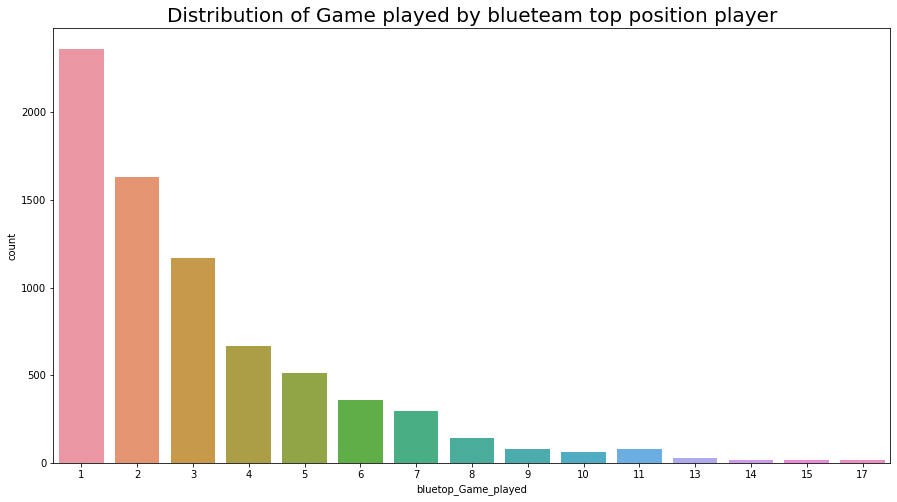 Distribution of Game played by blueteam top position player
2000
1500
1000
500
0
count
1 2 3 4 5 6 7 8 9 10 11 13 14 15 17
bluetop_Game_played